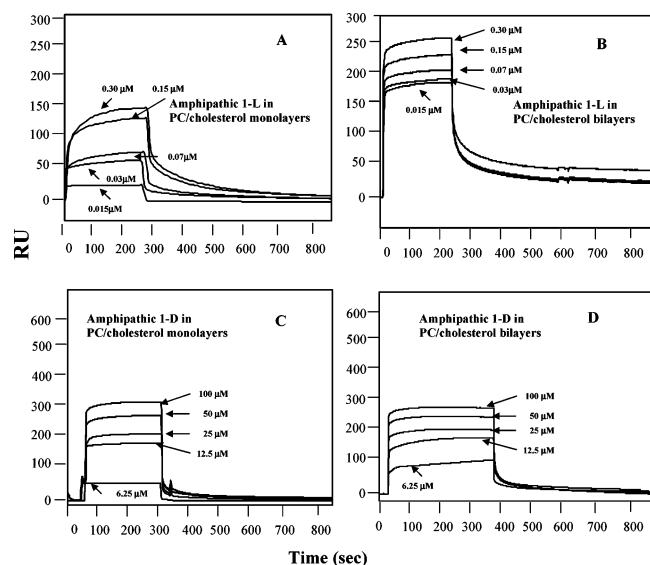 300
250
200
150
100
50
0
A
0.30 µM
0.15 µM
Amphipathic 1-L in
PC/cholesterol monolayers
0.07µM
0.03µM
0.015µM
0 100 200 300 400 500 600 700 800
300
250
200
150
100
50
0
B
0.30 µM
0.15 µM
0.07 µM
0.03µM
0.015 µM
Amphipathic 1-L in
PC/cholesterol bilayers
0 100 200 300 400 500 600 700 800
RU
600
500
400
300
200
100
0
Amphipathic 1-D in
PC/cholesterol monolayers
C
100 µM
50 µM
25 µM
12.5 µM
6.25 µM
0 100 200 300 400 500 600 700 800
600
500
400
300
200
100
0
Amphipathic 1-D in
PC/cholesterol bilayers
D
100 µM
50 µM
25 µM
12.5 µM
6.25 µM
0 100 200 300 400 500 600 700 800
Time (sec)